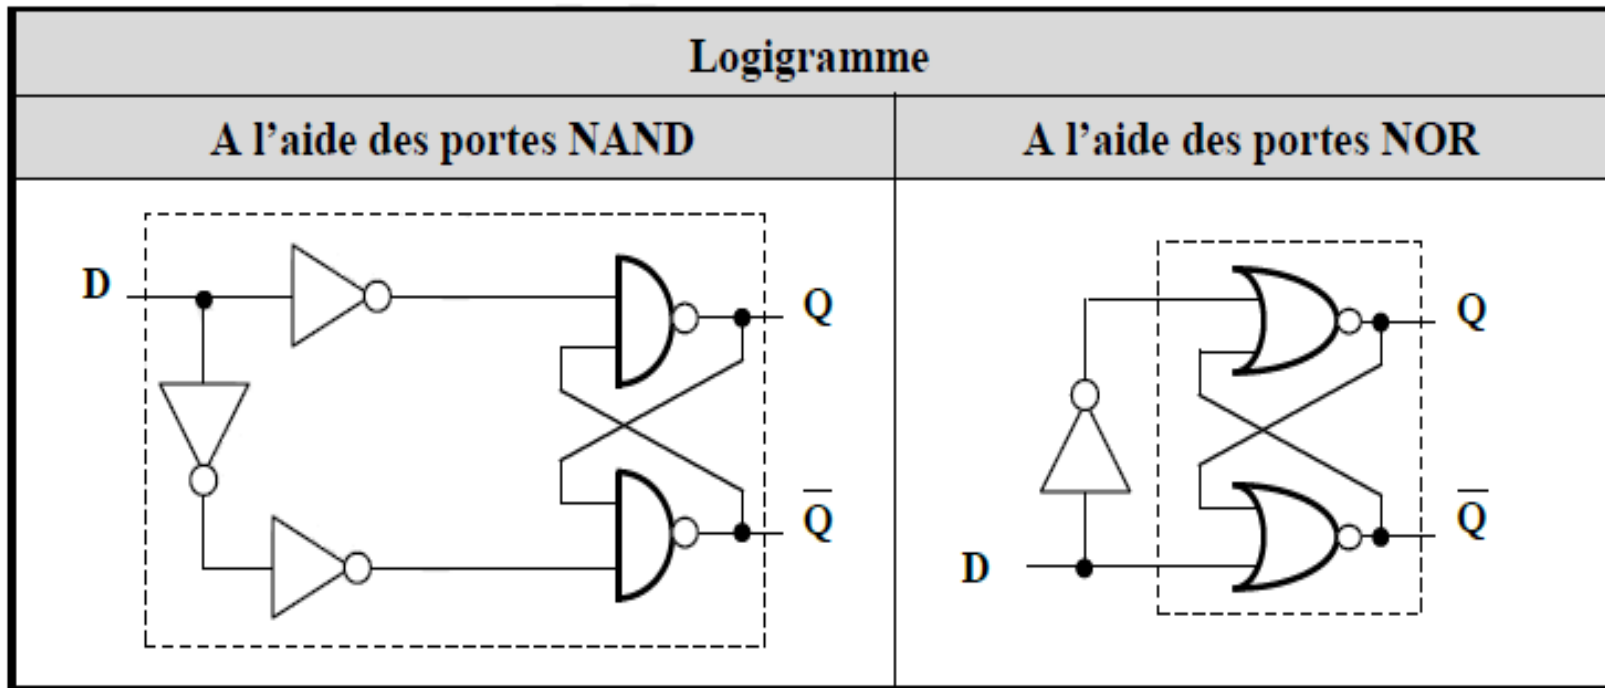 Logigramme
A l’aide des portes NAND
A l’aide des portes NOR
D
Q
Q̅
Q
Q̅
D